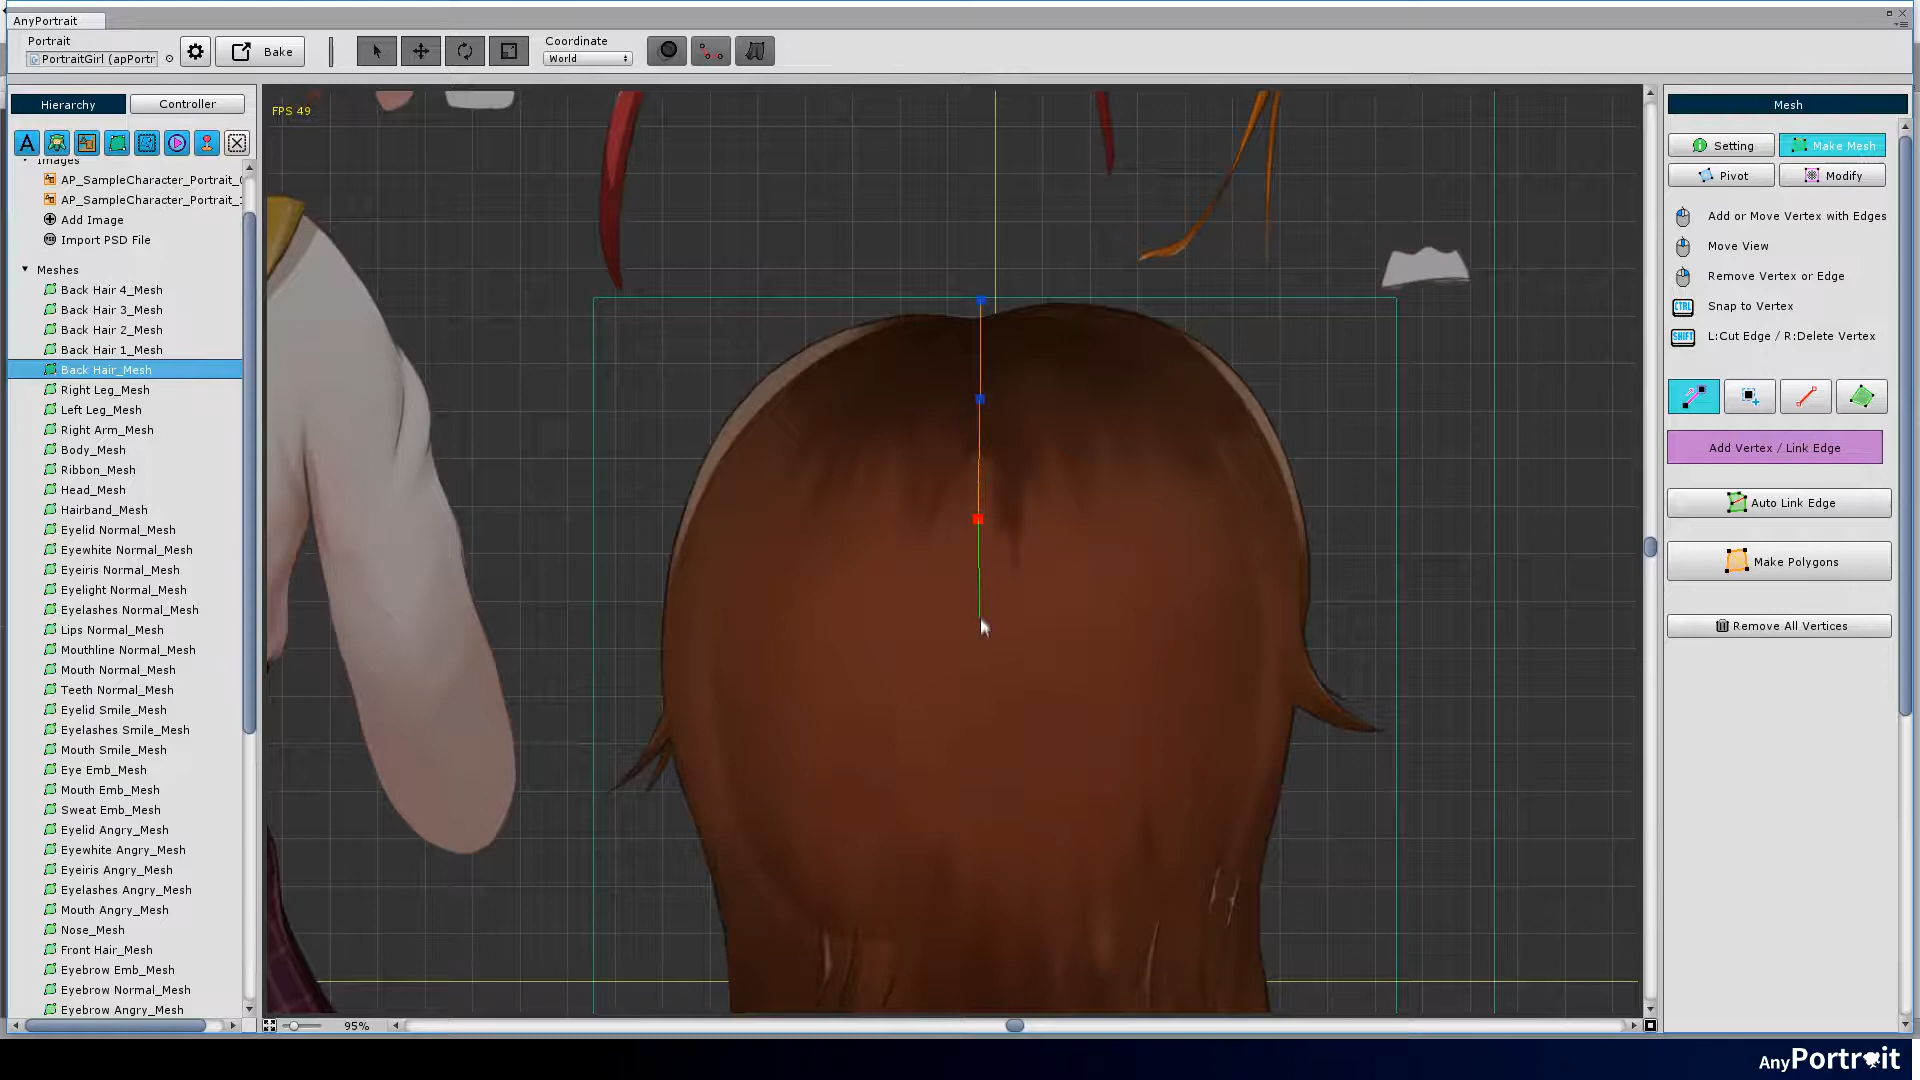 AnyPortrait
Portrait
PortraitGirl (apPortr
Bake
Coordinate
World
Hierarchy
Controller
FPS 49
Images
AP_SampleCharacter_Portrait_
AP_SampleCharacter_Portrait_
Add Image
Import PSD File
Meshes
Back Hair 4_Mesh
Back Hair 3_Mesh
Back Hair 2_Mesh
Back Hair 1_Mesh
Back Hair_Mesh
Right Leg_Mesh
Left Leg_Mesh
Right Arm_Mesh
Body_Mesh
Ribbon_Mesh
Head_Mesh
Hairband_Mesh
Eyelid Normal_Mesh
Eyewhite Normal_Mesh
Eyeiris Normal_Mesh
Eyelight Normal_Mesh
Eyelashes Normal_Mesh
Lips Normal_Mesh
Mouthline Normal_Mesh
Mouth Normal_Mesh
Teeth Normal_Mesh
Eyelid Smile_Mesh
Eyelashes Smile_Mesh
Mouth Smile_Mesh
Eye Emb_Mesh
Mouth Emb_Mesh
Sweat Emb_Mesh
Eyelid Angry_Mesh
Eyewhite Angry_Mesh
Eyeiris Angry_Mesh
Eyelashes Angry_Mesh
Mouth Angry_Mesh
Nose_Mesh
Front Hair_Mesh
Eyebrow Emb_Mesh
Eyebrow Normal_Mesh
Eyebrow Angry_Mesh
95%
Mesh
Setting
Make Mesh
Pivot
Modify
Add or Move Vertex with Edges
Move View
Remove Vertex or Edge
CTRL Snap to Vertex
SHIFT L:Cut Edge / R:Delete Vertex
Add Vertex / Link Edge
Auto Link Edge
Make Polygons
Remove All Vertices
AnyPortrait